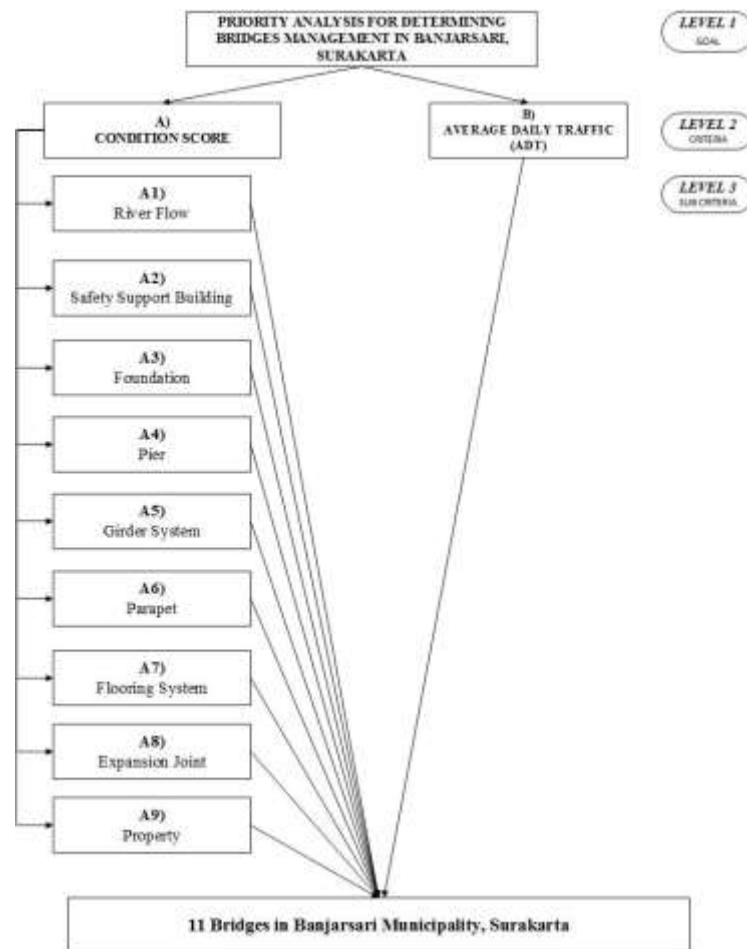 PRIORITY ANALYSIS FOR DETERMINING
BRIDGES MANAGEMENT IN BANJARSARI,
SURAKARTA
LEVEL 1
GOAL
A)
CONDITION SCORE
B)
AVERAGE DAILY TRAFFIC
(ADT)
LEVEL 2
CRITERIA
LEVEL 3
SUB CRITERIA
A1)
River Flow
A2)
Safety Support Building
A3)
Foundation
A4)
Pier
A5)
Girder System
A6)
Parapet
A7)
Flooring System
A8)
Expansion Joint
A9)
Property
11 Bridges in Banjarsari Municipality, Surakarta